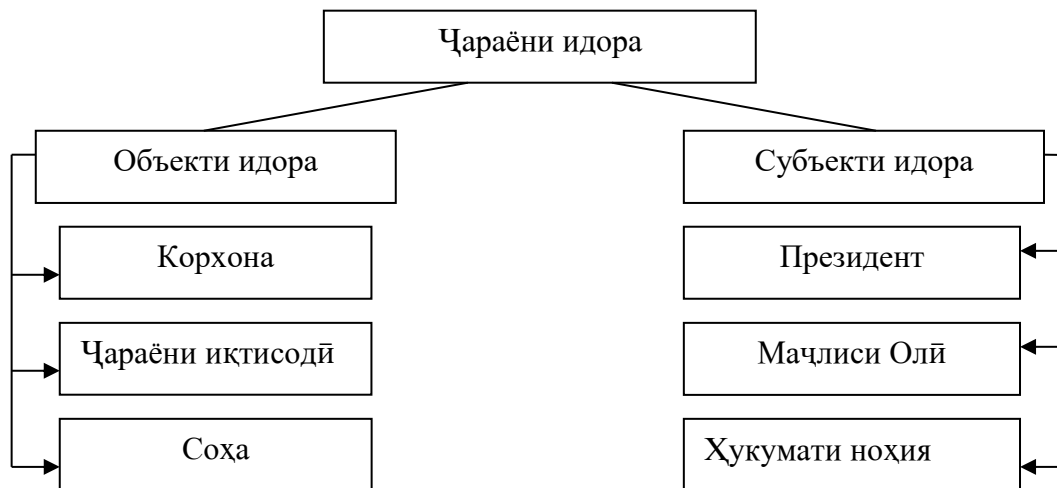 Ҷараёни идора
Объекти идора
Субъекти идора
Корхона
Президент
Ҷараёни иқтисодӣ
Маҷлиси Олӣ
Соҳа
Ҳукумати ноҳия